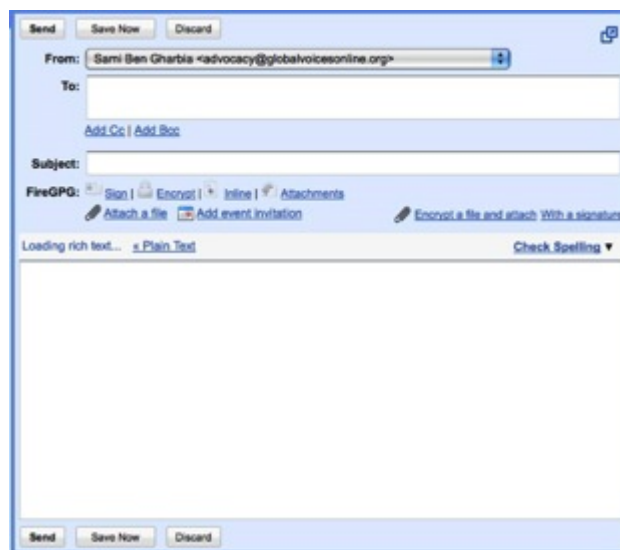 Send Save Now Discard
From: Sami Ben Gharbia <advocacy@globalvoicesonline.org>
To:
Add Cc | Add Bcc
Subject:
FireGPG: Sign | Encrypt | Inline | Attachments
Attach a file Add event invitation Encrypt a file and attach With a signature
Loading rich text... « Plain Text Check Spelling ▼
Send Save Now Discard